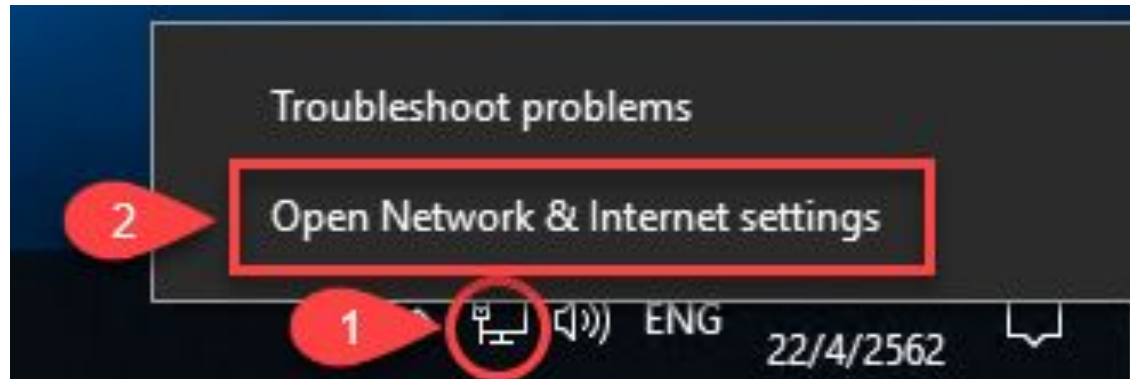 Troubleshoot problems
2
Open Network & Internet settings
1
ENG
22/4/2562